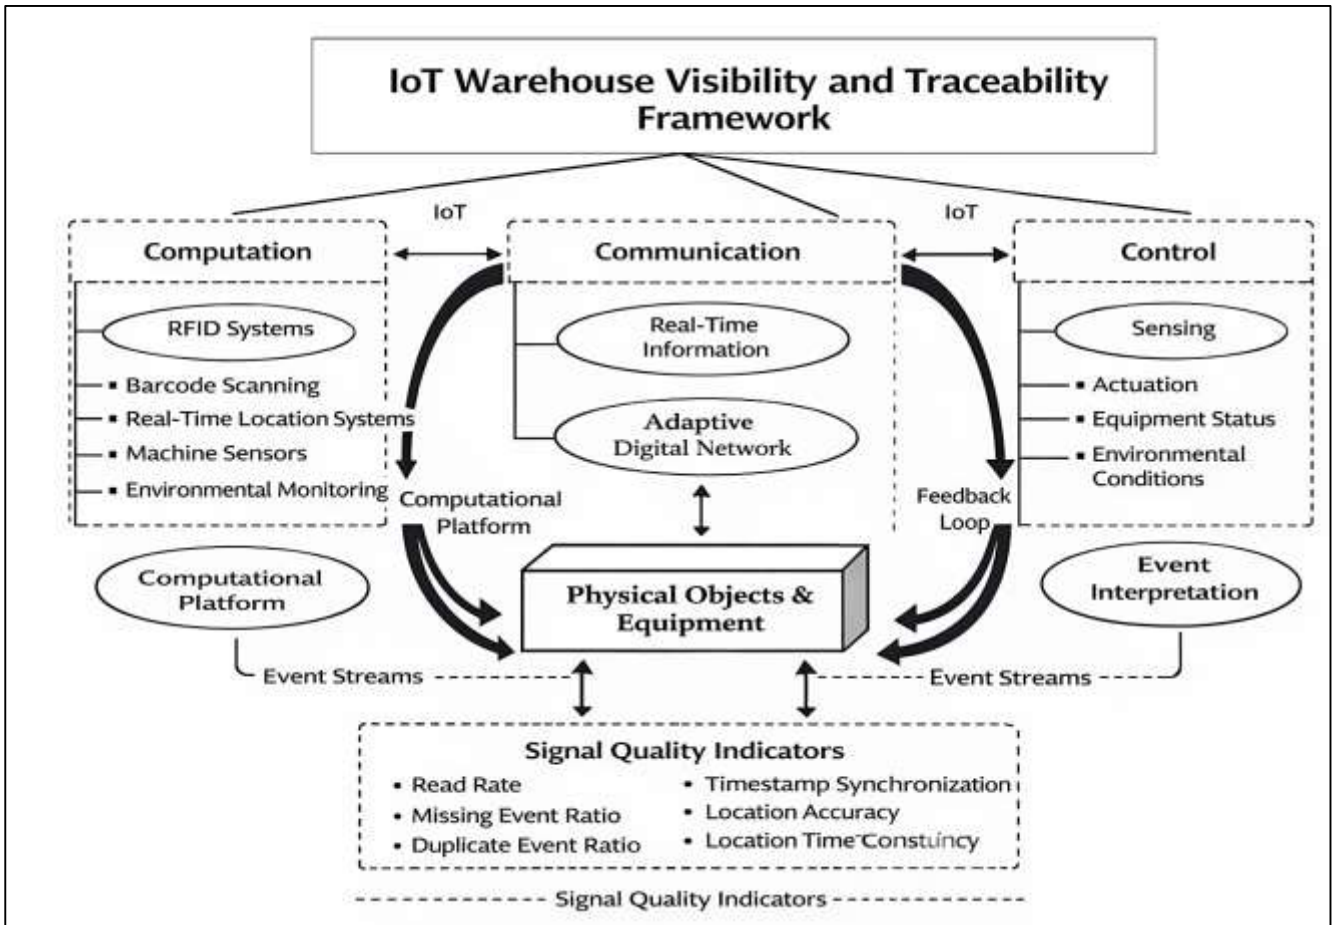 IoT Warehouse Visibility and Traceability
Framework
IoT
IoT
Computation
Communication
Control
RFID Systems
▪ Barcode Scanning
▪ Real-Time Location Systems
▪ Machine Sensors
▪ Environmental Monitoring
Real-Time
Information
Adaptive
Digital Network
Sensing
▪ Actuation
▪ Equipment Status
▪ Environmental
Conditions
Computational
Platform
Feedback
Loop
Computational
Platform
Physical Objects &
Equipment
Event
Interpretation
Event Streams
Event Streams
Signal Quality Indicators
• Read Rate
• Missing Event Ratio
• Duplicate Event Ratio
• Timestamp Synchronization
• Location Accuracy
• Location Time
Signal Quality Indicators